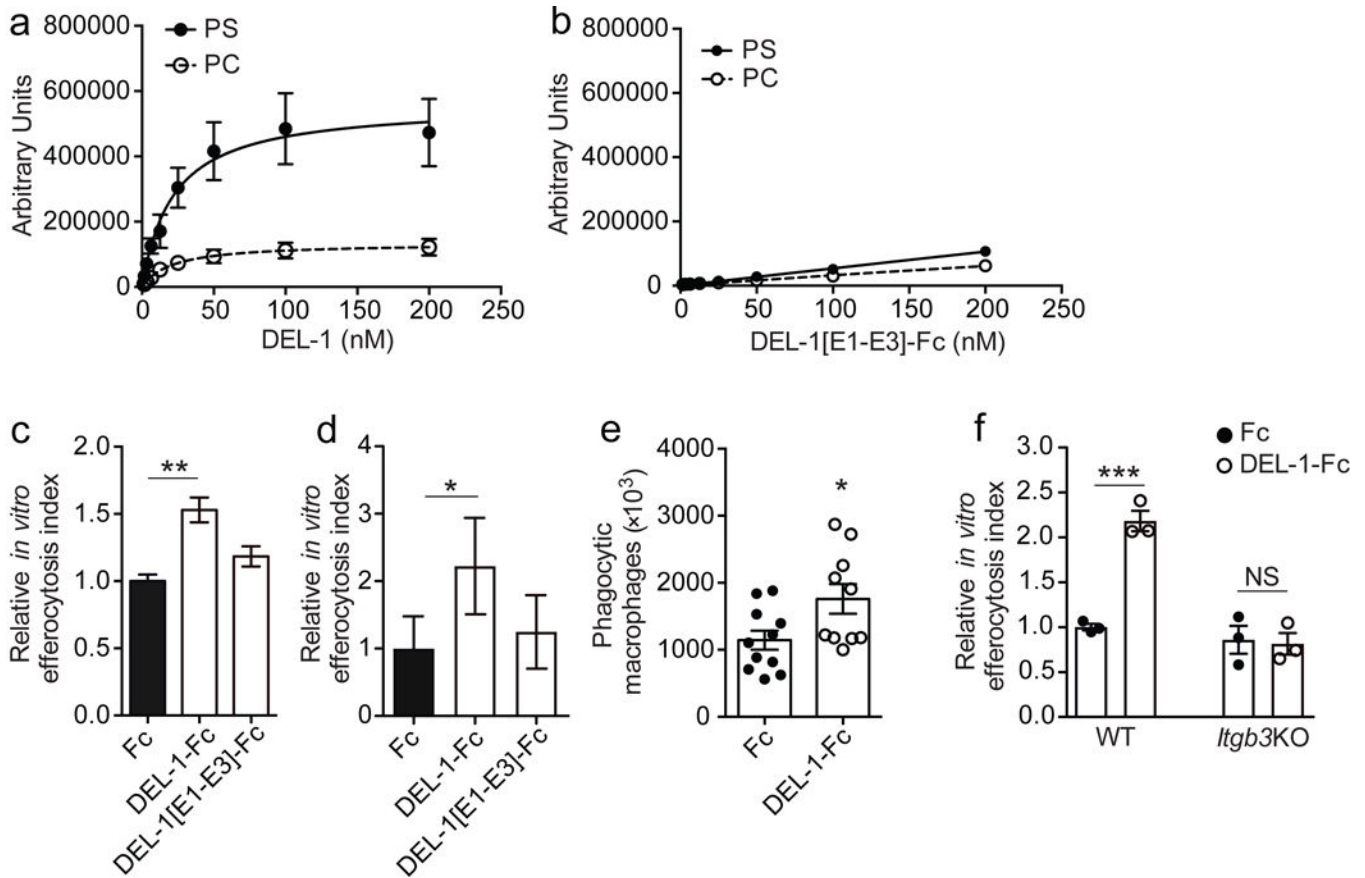 a
800000
600000
400000
200000
0
Arbitrary Units
PS
PC
0 50 100 150 200 250
DEL-1 (nM)
b
800000
600000
400000
200000
0
Arbitrary Units
PS
PC
0 50 100 150 200 250
DEL-1[E1-E3]-Fc (nM)
c
Relative in vitro
efferocytosis index
2.0
1.5
1.0
0.5
0.0
**
Fc
DEL-1-Fc
DEL-1[E1-E3]-Fc
d
Relative in vitro
efferocytosis index
4
3
2
1
0
*
Fc
DEL-1-Fc
DEL-1[E1-E3]-Fc
e
Phagocytic
macrophages (×10³)
4000
3000
2000
1000
0
*
Fc
DEL-1-Fc
f
Relative in vitro
efferocytosis index
3.0
2.5
2.0
1.5
1.0
0.5
0.0
***
NS
WT
Itgb3KO
Fc
DEL-1-Fc